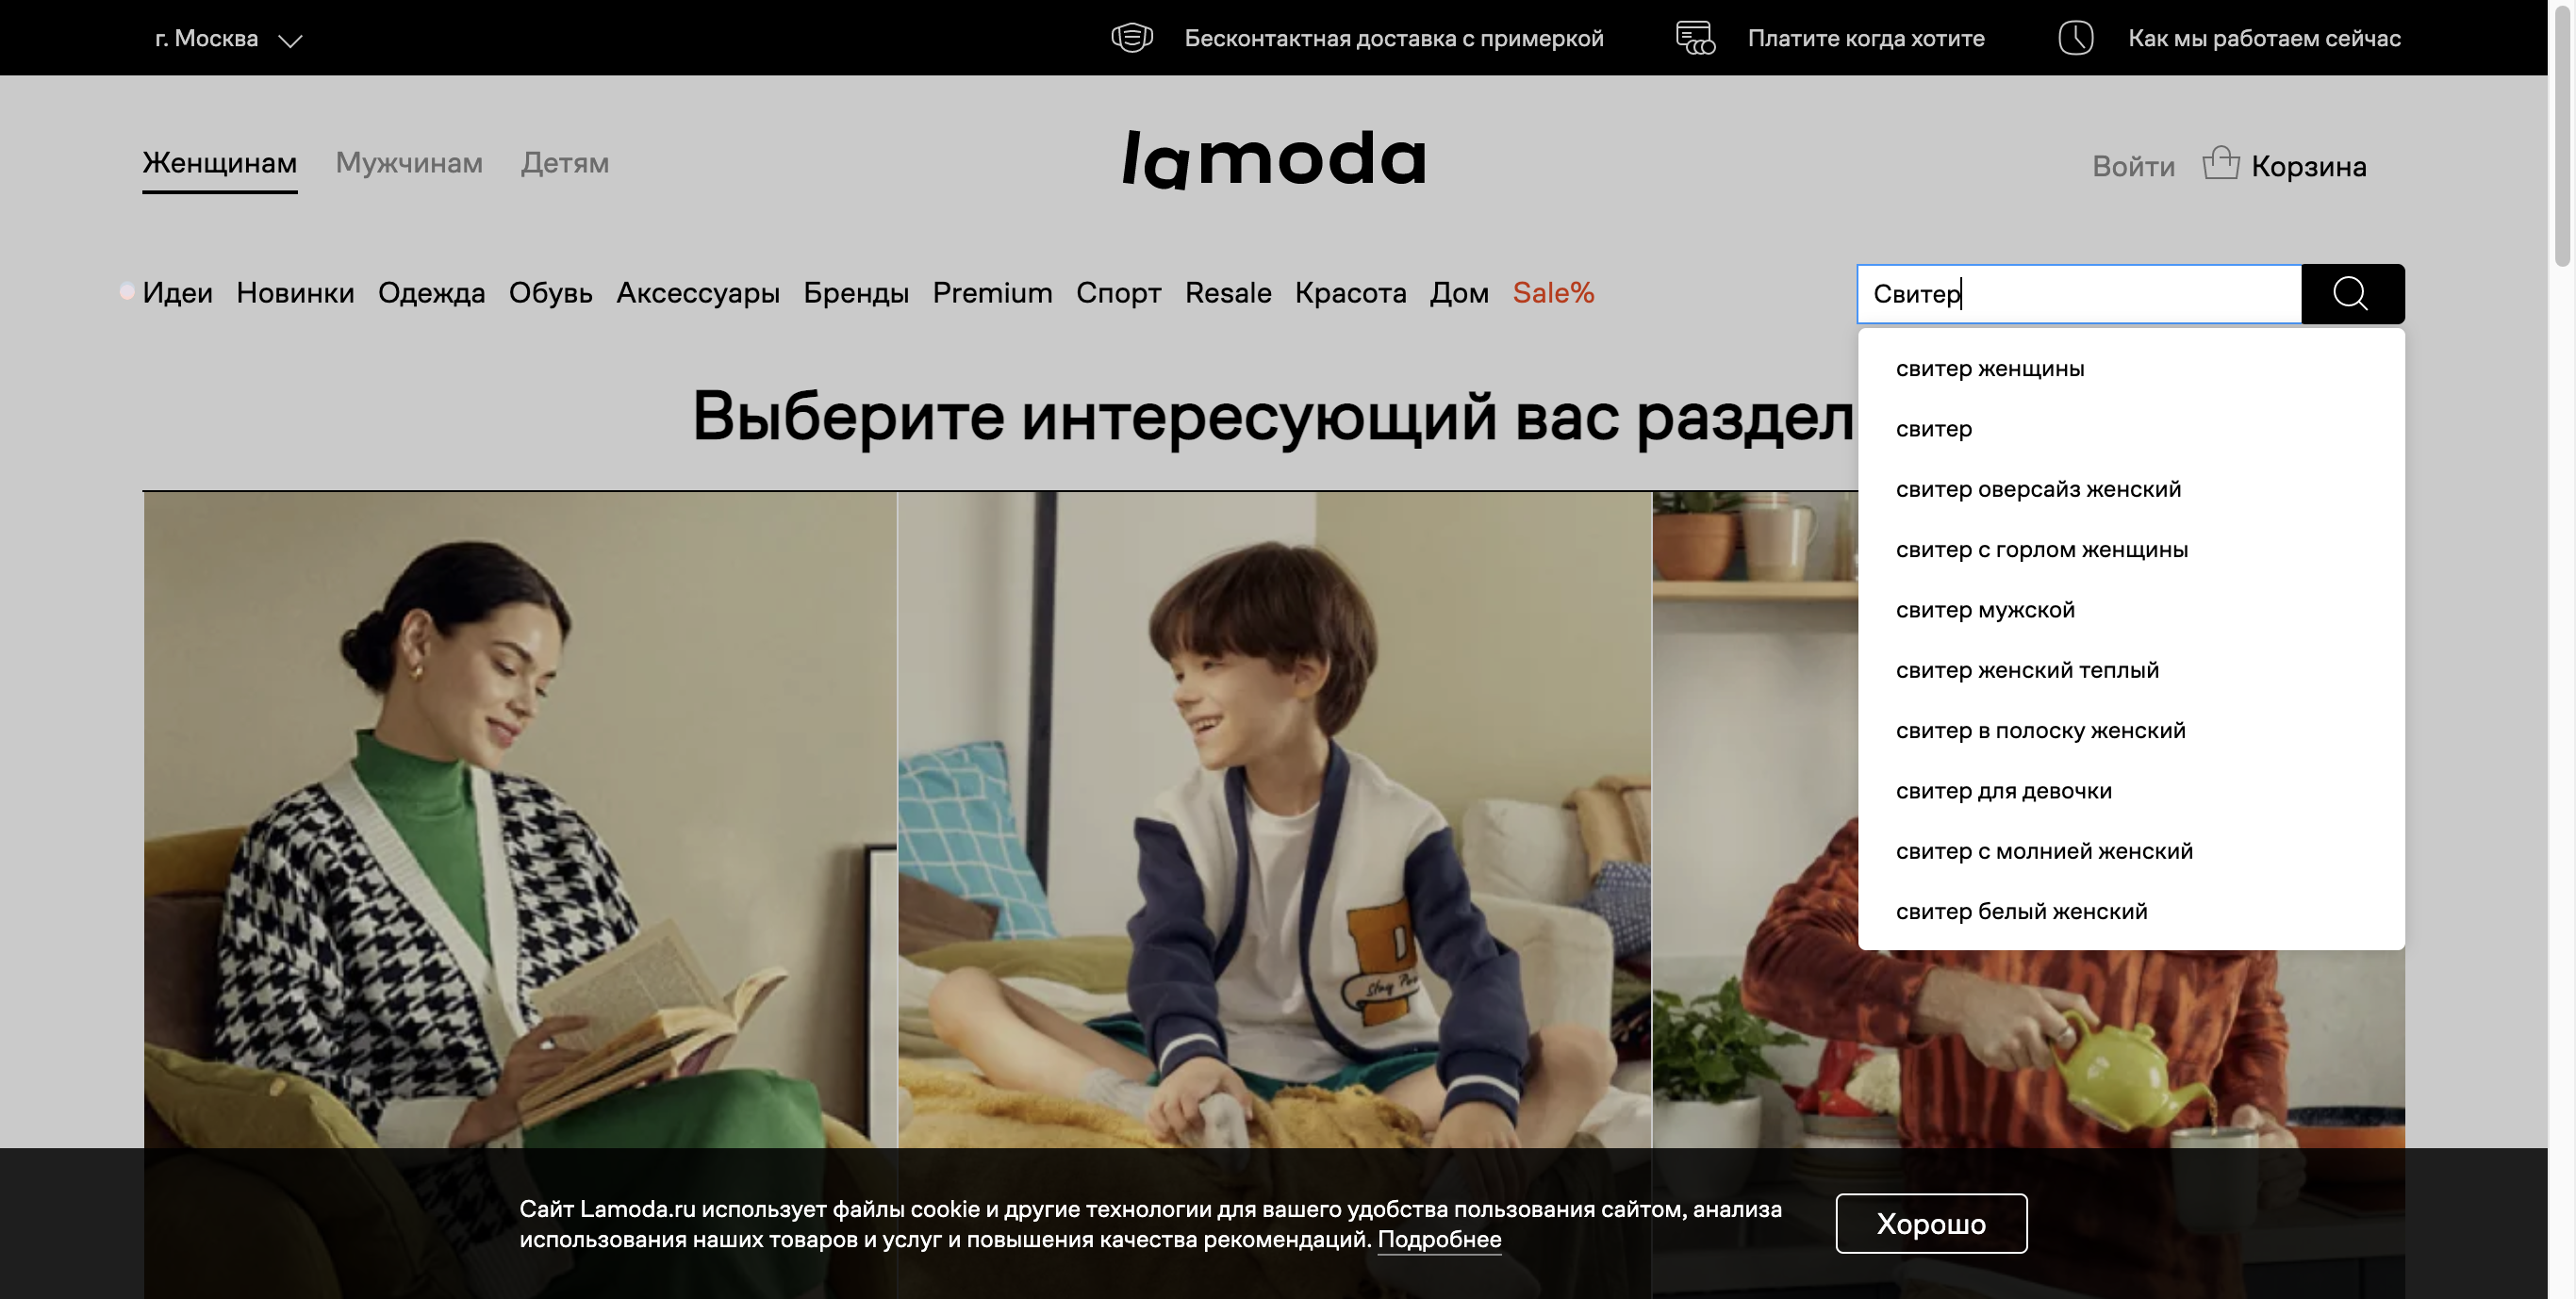 г. Москва
Бесконтактная доставка с примеркой
Платите когда хотите
Как мы работаем сейчас
Женщинам
Мужчинам
Детям
lamoda
Войти
Корзина
Идеи
Новинки
Одежда
Обувь
Аксессуары
Бренды
Premium
Спорт
Resale
Красота
Дом
Sale%
Свитер
свитер женщины
свитер
свитер оверсайз женский
свитер с горлом женщины
свитер мужской
свитер женский теплый
свитер в полоску женский
свитер для девочки
свитер с молнией женский
свитер белый женский
Выберите интересующий вас раздел
D
Stay
Сайт Lamoda.ru использует файлы cookie и другие технологии для вашего удобства пользования сайтом, анализа
использования наших товаров и услуг и повышения качества рекомендаций. Подробнее
Хорошо